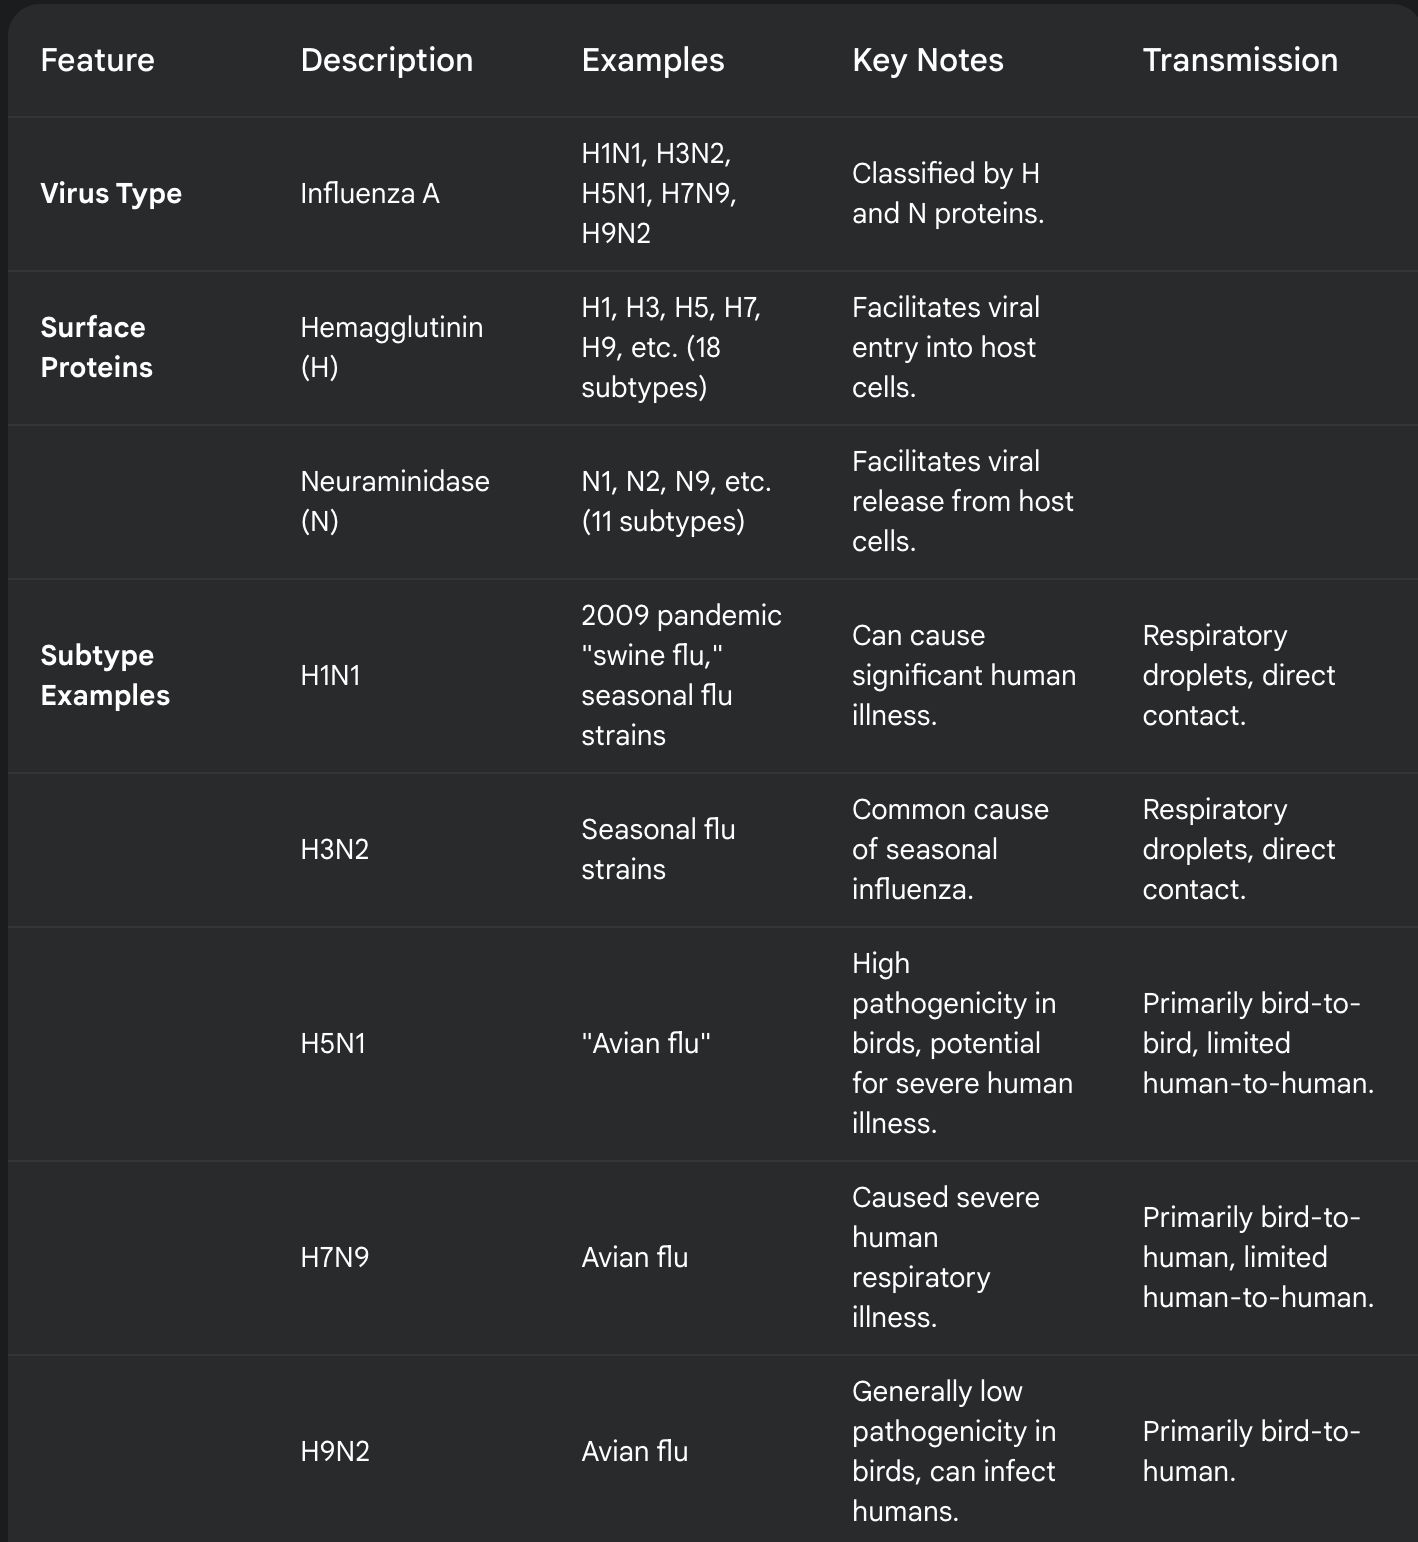 Feature Description Examples Key Notes Transmission
Virus Type
Influenza A
H1N1, H3N2,
H5N1, H7N9,
H9N2
Classified by H
and N proteins.
Surface
Proteins
Hemagglutinin
(H)
H1, H3, H5, H7,
H9, etc. (18
subtypes)
Facilitates viral
entry into host
cells.
Neuraminidase
(N)
N1, N2, N9, etc.
(11 subtypes)
Facilitates viral
release from host
cells.
Subtype
Examples
H1N1
2009 pandemic
"swine flu,"
seasonal flu
strains
Can cause
significant human
illness.
Respiratory
droplets, direct
contact.
H3N2
Seasonal flu
strains
Common cause
of seasonal
influenza.
Respiratory
droplets, direct
contact.
H5N1
"Avian flu"
High
pathogenicity in
birds, potential
for severe human
illness.
Primarily bird-to-
bird, limited
human-to-human.
H7N9
Avian flu
Caused severe
human
respiratory
illness.
Primarily bird-to-
human, limited
human-to-human.
H9N2
Avian flu
Generally low
pathogenicity in
birds, can infect
humans.
Primarily bird-to-
human.